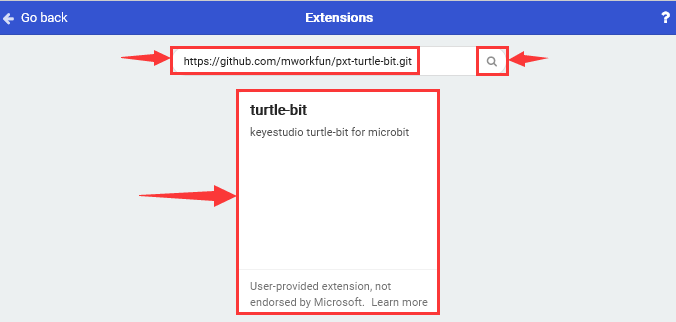 Go back
Extensions
?
https://github.com/mworkfun/pxt-turtle-bit.git
turtle-bit
keyestudio turtle-bit for microbit
User-provided extension, not
endorsed by Microsoft. Learn more